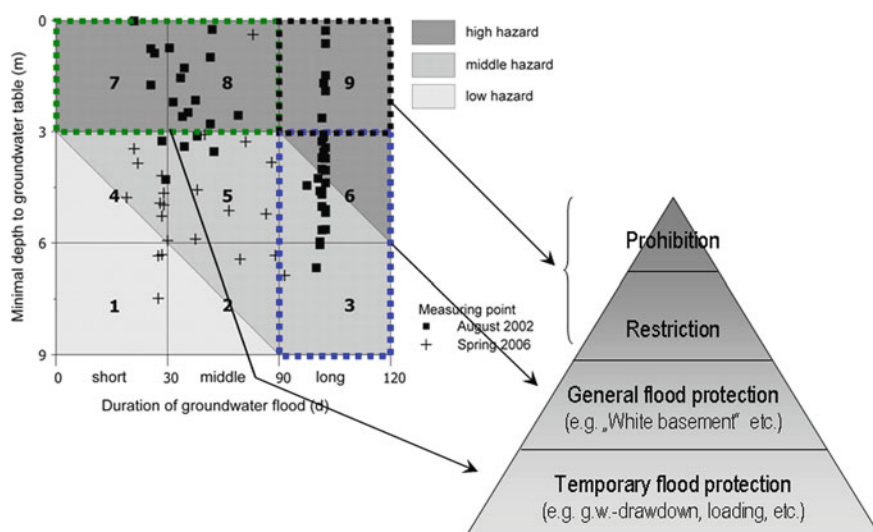 0
3
6
9
Minimal depth to groundwater table (m)
7
8
9
4
5
6
1
2
3
0 short 30 middle 90 long 120
Duration of groundwater flood (d)
high hazard
middle hazard
low hazard
Measuring point
August 2002
Spring 2006
Prohibition
Restriction
General flood protection
(e.g. „White basement“ etc.)
Temporary flood protection
(e.g. g.w.-drawdown, loading, etc.)